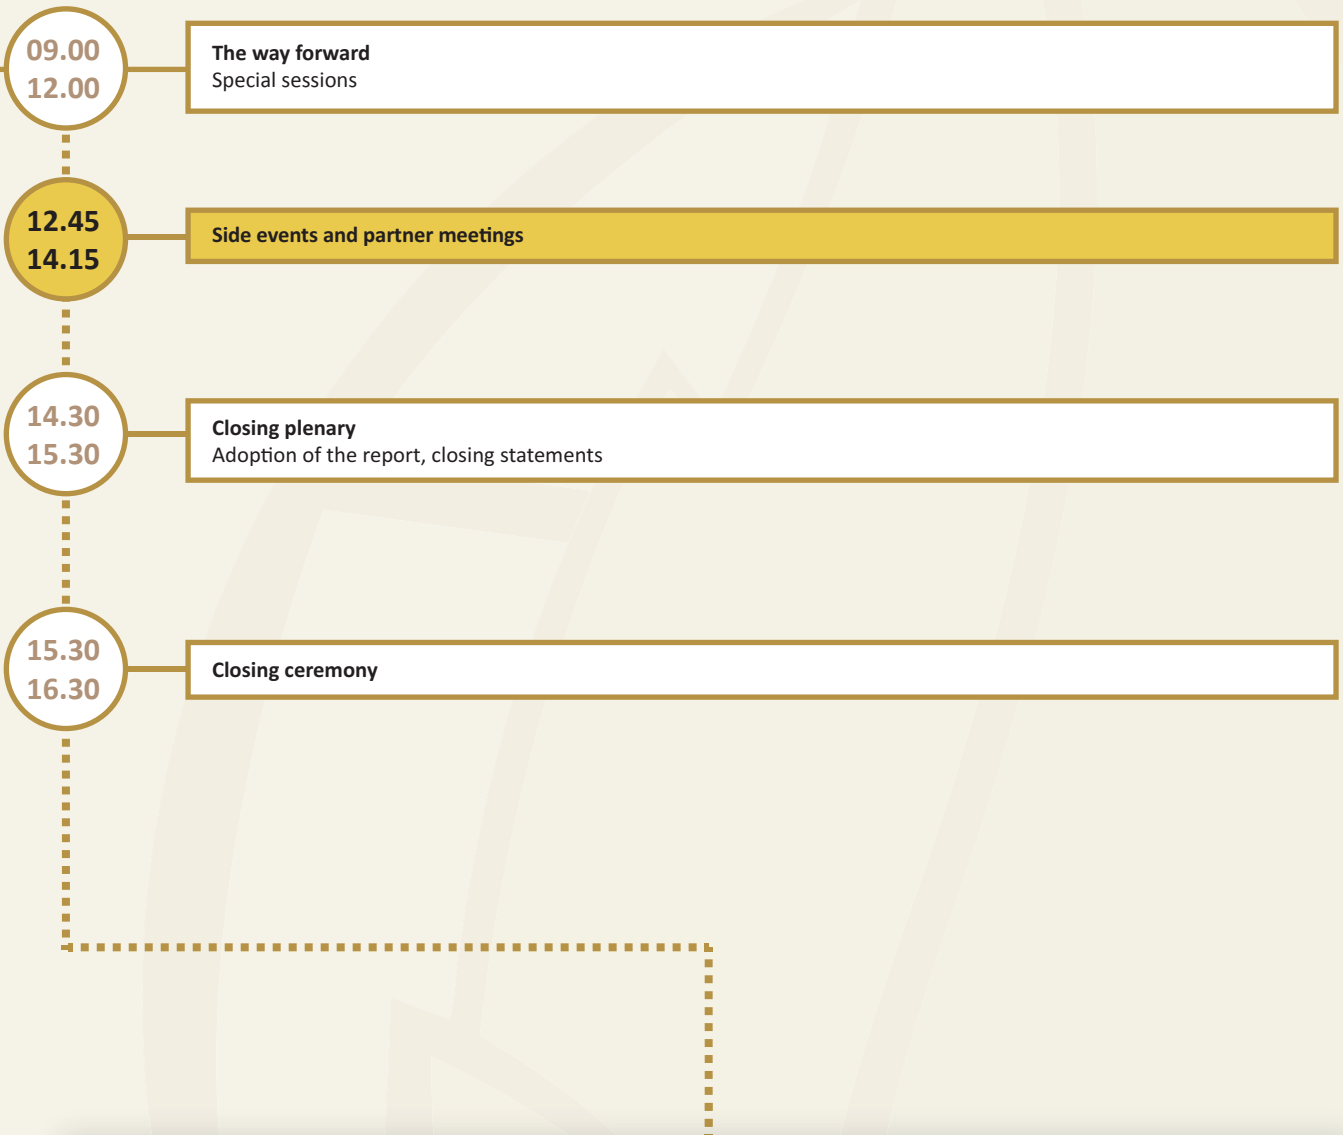 09.00
12.00
The way forward
Special sessions
12.45
14.15
Side events and partner meetings
14.30
15.30
Closing plenary
Adoption of the report, closing statements
15.30
16.30
Closing ceremony